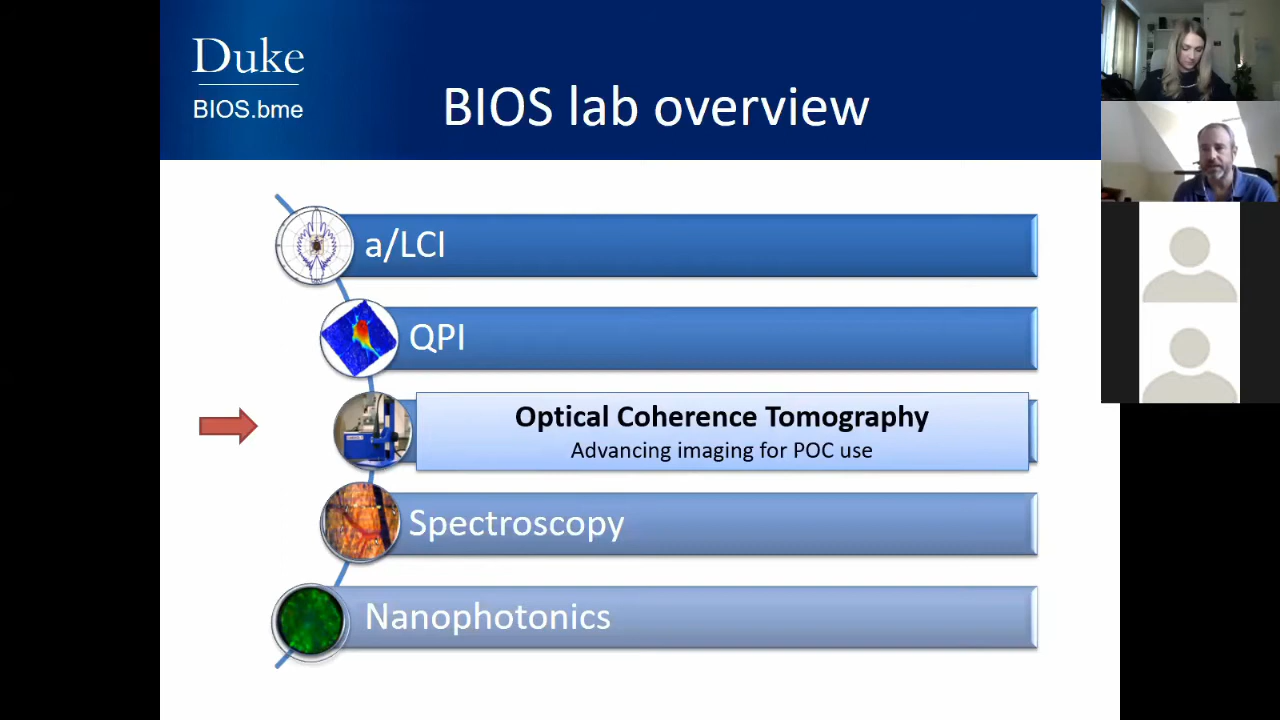 Duke
BIOS.bme
BIOS lab overview
a/LCI
QPI
Optical Coherence Tomography
Advancing imaging for POC use
Spectroscopy
Nanophotonics